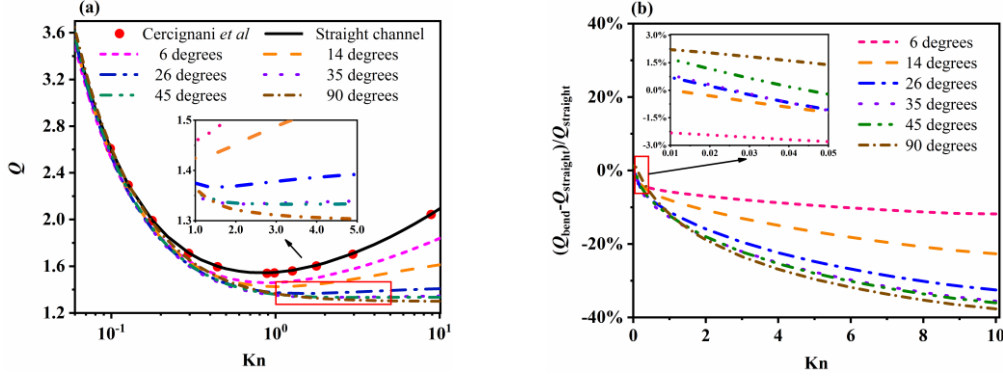 (a)
3.6
3.2
2.8
2.4
2.0
1.6
1.2
Q
Cercignani et al
Straight channel
6 degrees
14 degrees
26 degrees
35 degrees
45 degrees
90 degrees
1.5
1.4
1.3
1.0
2.0
3.0
4.0
5.0
10-1
100
101
Kn
(b)
40%
20%
0%
-20%
-40%
(Qbend-Qstraight)/Qstraight
3.0%
1.5%
0.0%
-1.5%
-3.0%
0.01
0.02
0.03
0.04
0.05
6 degrees
14 degrees
26 degrees
35 degrees
45 degrees
90 degrees
0
2
4
6
8
10
Kn